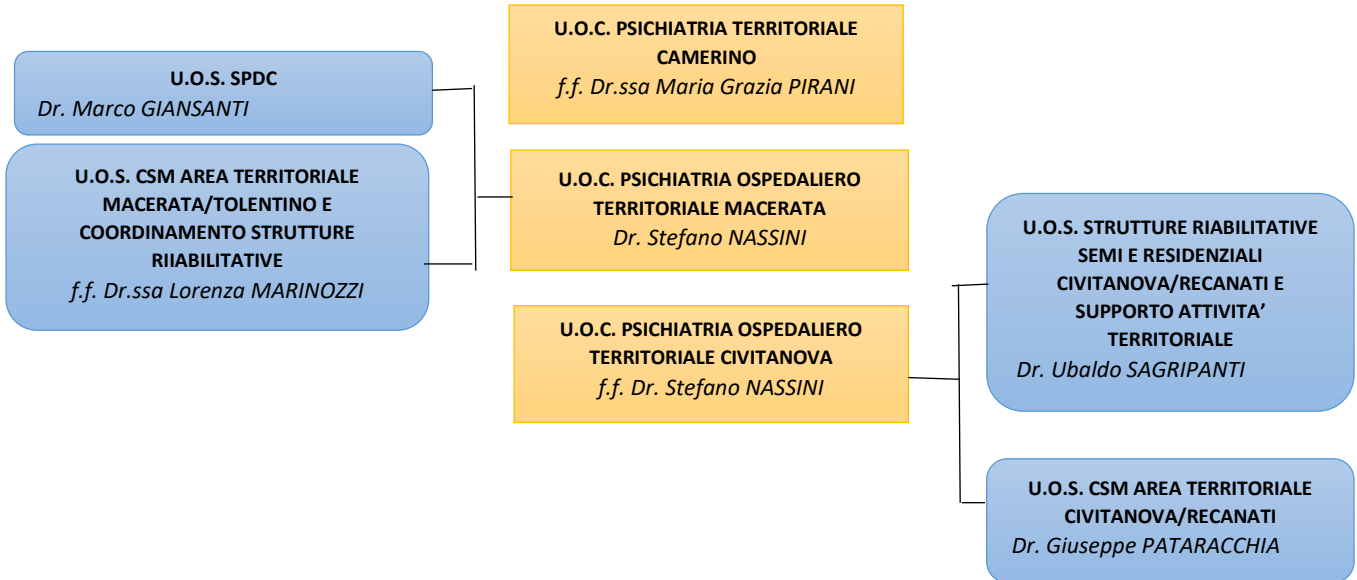 U.O.C. PSICHIATRIA TERRITORIALE
CAMERINO
f.f. Dr.ssa Maria Grazia PIRANI
U.O.S. SPDC
Dr. Marco GIANSANTI
U.O.S. CSM AREA TERRITORIALE
MACERATA/TOLENTINO E
COORDINAMENTO STRUTTURE
RIIABILITATIVE
f.f. Dr.ssa Lorenza MARINOZZI
U.O.C. PSICHIATRIA OSPEDALIERO
TERRITORIALE MACERATA
Dr. Stefano NASSINI
U.O.C. PSICHIATRIA OSPEDALIERO
TERRITORIALE CIVITANOVA
f.f. Dr. Stefano NASSINI
U.O.S. STRUTTURE RIABILITATIVE
SEMI E RESIDENZIALI
CIVITANOVA/RECANATI E
SUPPORTO ATTIVITA’
TERRITORIALE
Dr. Ubaldo SAGRIPANTI
U.O.S. CSM AREA TERRITORIALE
CIVITANOVA/RECANATI
Dr. Giuseppe PATARACCHIA